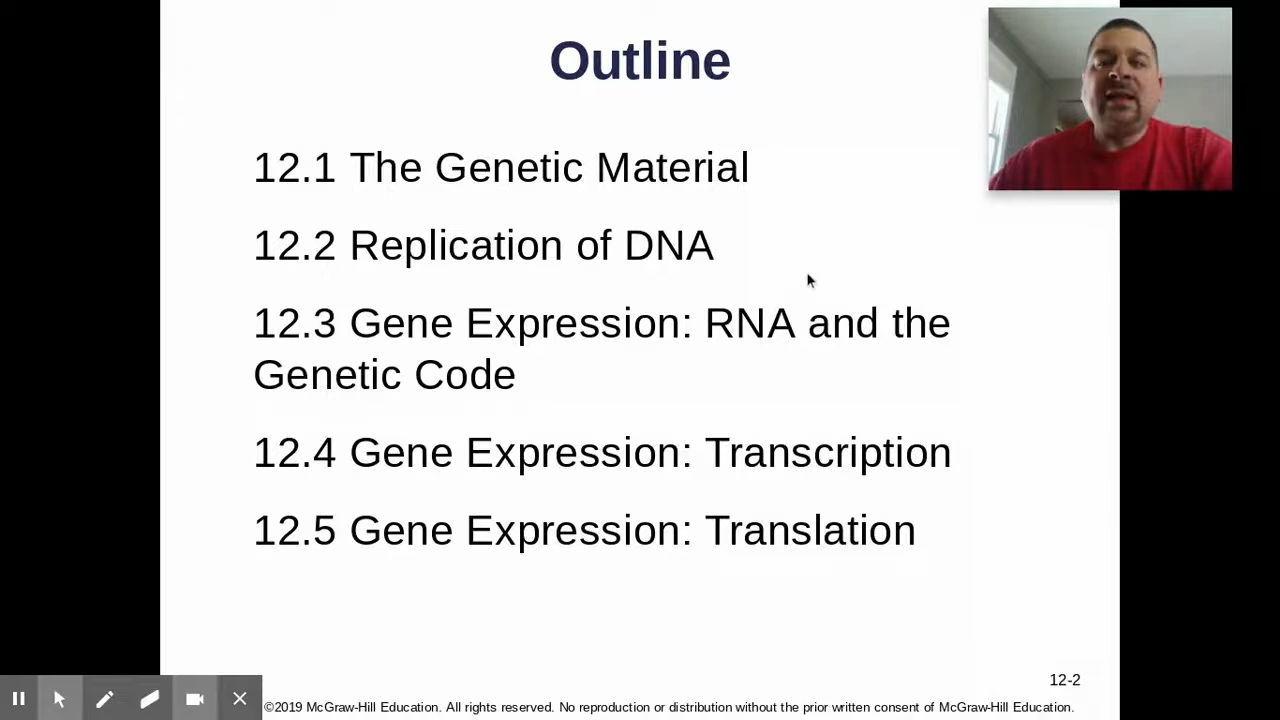 Outline
12.1 The Genetic Material
12.2 Replication of DNA
12.3 Gene Expression: RNA and the
Genetic Code
12.4 Gene Expression: Transcription
12.5 Gene Expression: Translation
12-2
©2019 McGraw-Hill Education. All rights reserved. No reproduction or distribution without the prior written consent of McGraw-Hill Education.